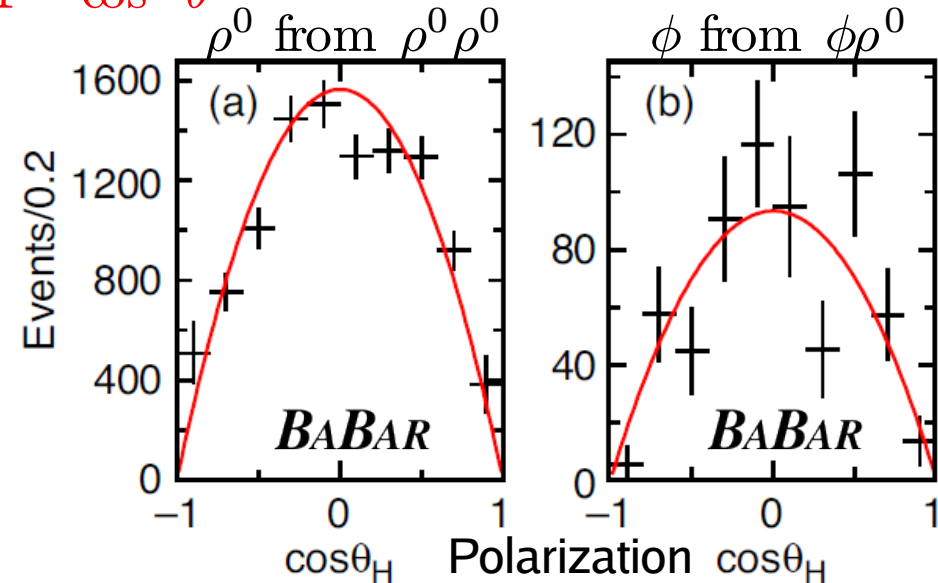 ρ⁰ from ρ⁰ρ⁰
φ from φρ⁰
Events/0.2
1600
1200
800
400
0
(a)
BABAR
−1
0
1
cosθH
120
80
40
0
(b)
BABAR
−1
0
1
cosθH
Polarization